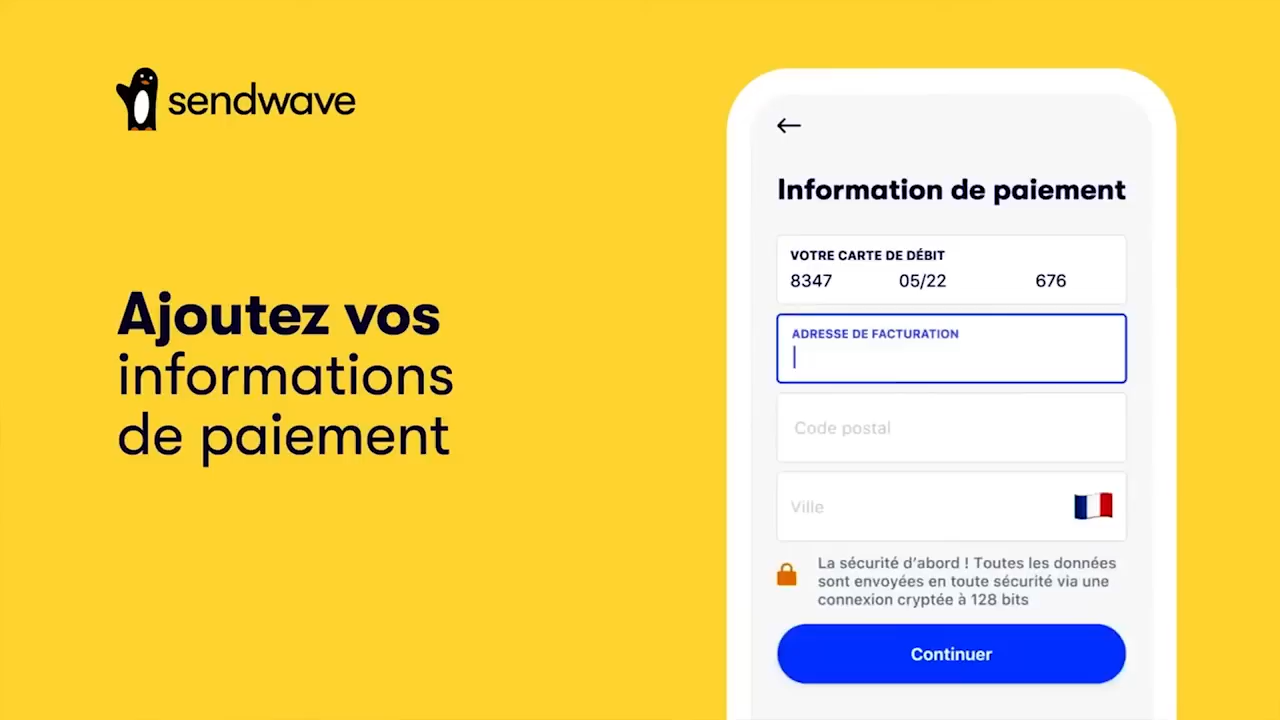 sendwave
Ajoutez vos
informations
de paiement
Information de paiement
VOTRE CARTE DE DÉBIT
8347 05/22 676
ADRESSE DE FACTURATION
Code postal
Ville
La sécurité d'abord ! Toutes les données
sont envoyées en toute sécurité via une
connexion cryptée à 128 bits
Continuer